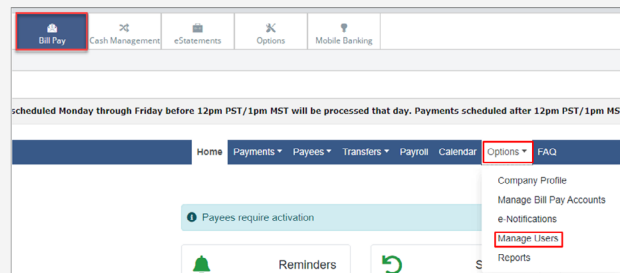 Bill Pay
Cash Management
eStatements
Options
Mobile Banking
scheduled Monday through Friday before 12pm PST/1pm MST will be processed that day. Payments scheduled after 12pm PST/1pm MS
Home Payments Payees Transfers Payroll Calendar Options FAQ
Company Profile
Manage Bill Pay Accounts
e-Notifications
Manage Users
Reports
Payees require activation
Reminders
S